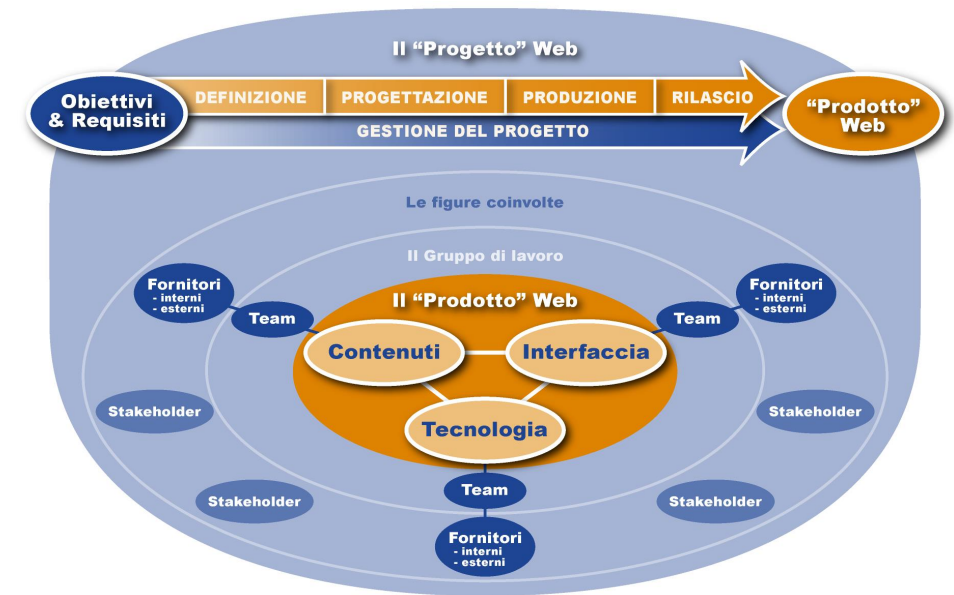 Il “Progetto” Web
Obiettivi
& Requisiti
DEFINIZIONE
PROGETTAZIONE
PRODUZIONE
RILASCIO
GESTIONE DEL PROGETTO
“Prodotto”
Web
Le figure coinvolte
Il Gruppo di lavoro
Fornitori
- interni
- esterni
Team
Il “Prodotto” Web
Team
Fornitori
- interni
- esterni
Contenuti
Interfaccia
Tecnologia
Stakeholder
Stakeholder
Stakeholder
Team
Stakeholder
Fornitori
- interni
- esterni